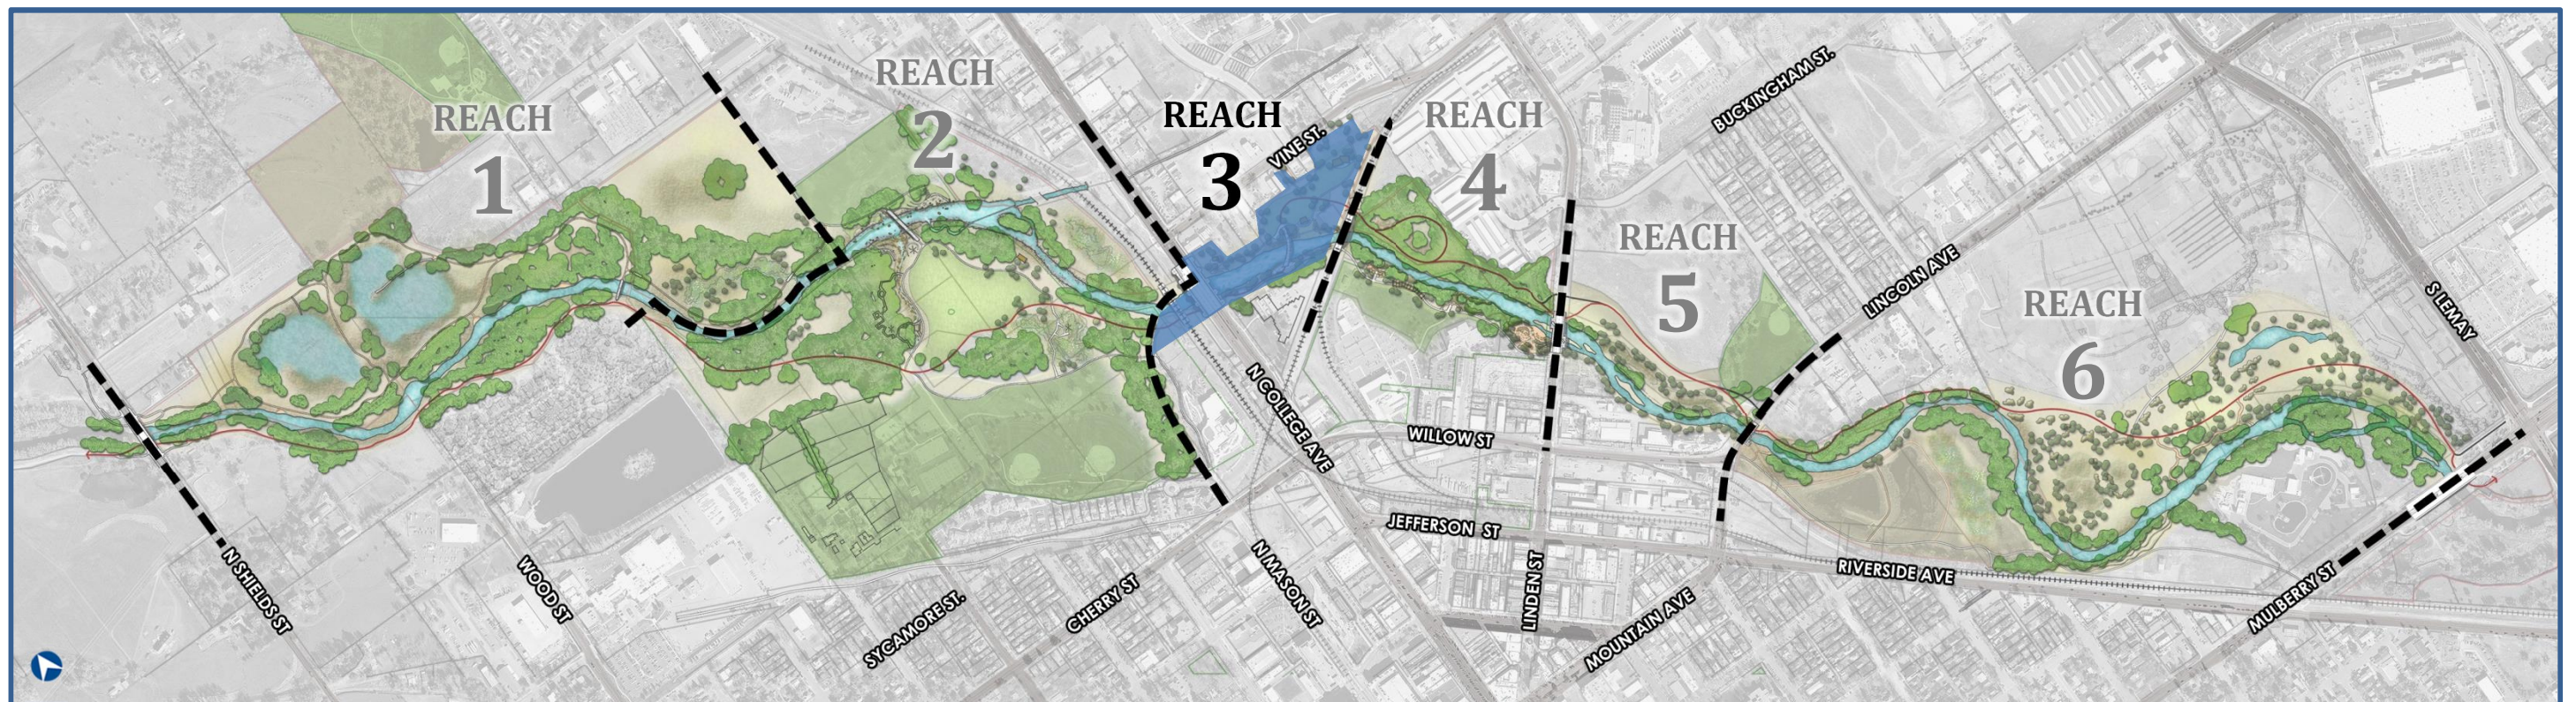 REACH
1
REACH
2
REACH
3
VINE ST.
REACH
4
REACH
5
BUCKINGHAM ST.
LINCOLN AVE
REACH
6
S LEMAY
N SHIELDS ST
WOOD ST
SYCAMORE ST.
CHERRY ST
N MASON ST
N COLLEGE AVE
WILLOW ST
JEFFERSON ST
LINDEN ST
MOUNTAIN AVE
RIVERSIDE AVE
MULBERRY ST